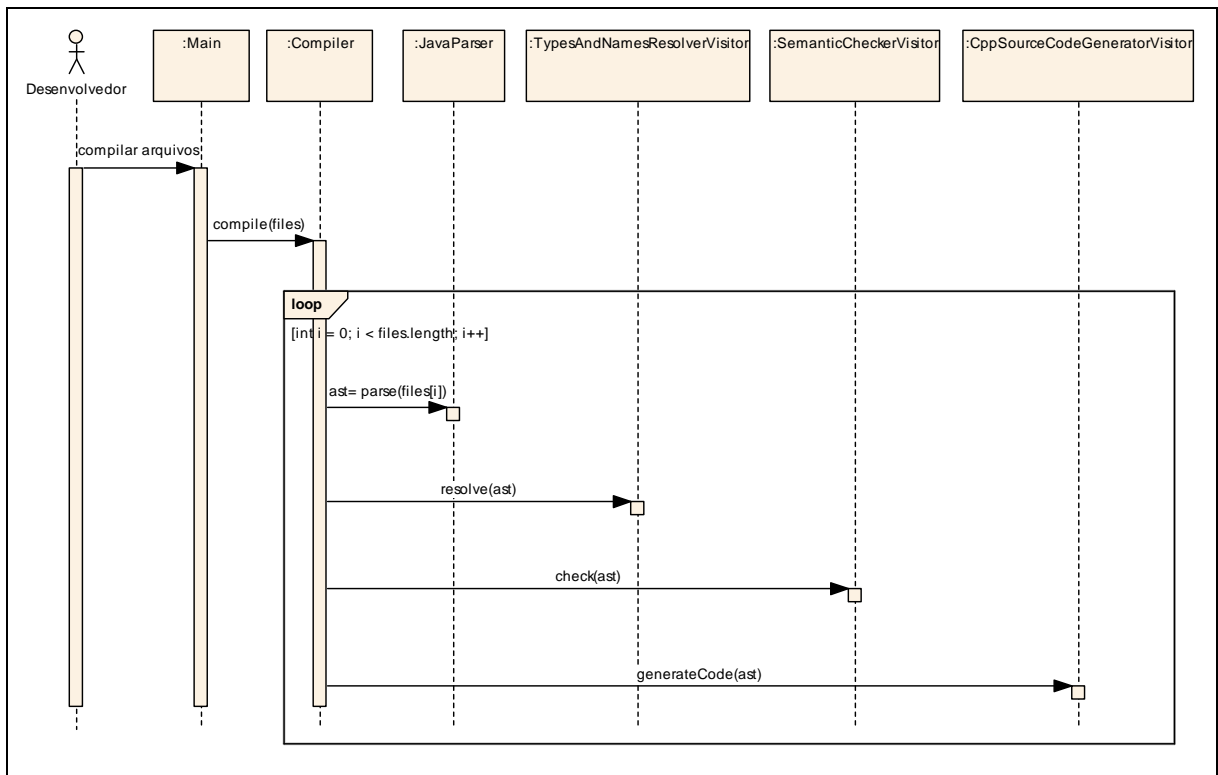 :Main
:Compiler
:JavaParser
:TypesAndNamesResolverVisitor
:SemanticCheckerVisitor
:CppSourceCodeGeneratorVisitor
Desenvolvedor
compilar arquivos
compile(files)
loop
[int i = 0; i < files.length; i++]
ast= parse(files[i])
resolve(ast)
check(ast)
generateCode(ast)